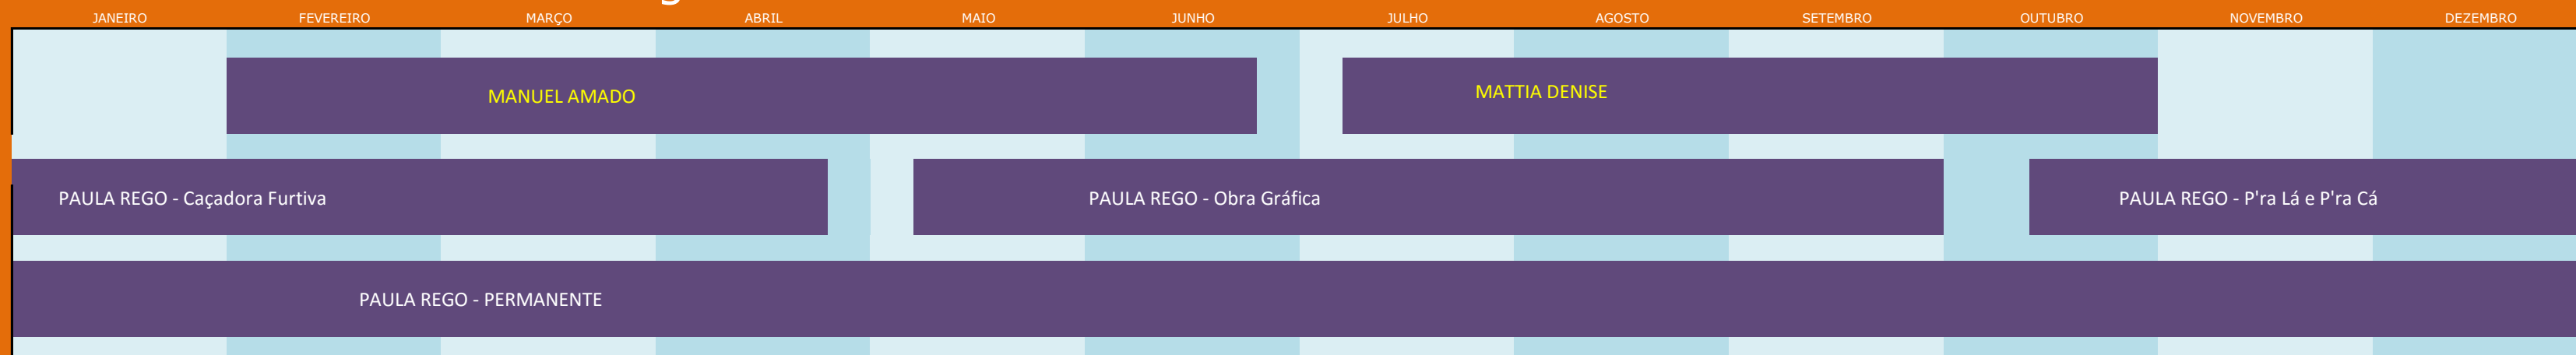 JANEIRO FEVEREIRO MARÇO ABRIL MAIO JUNHO JULHO AGOSTO SETEMBRO OUTUBRO NOVEMBRO DEZEMBRO
MANUEL AMADO
MATTIA DENISE
PAULA REGO - Caçadora Furtiva
PAULA REGO - Obra Gráfica
PAULA REGO - P'ra Lá e P'ra Cá
PAULA REGO - PERMANENTE